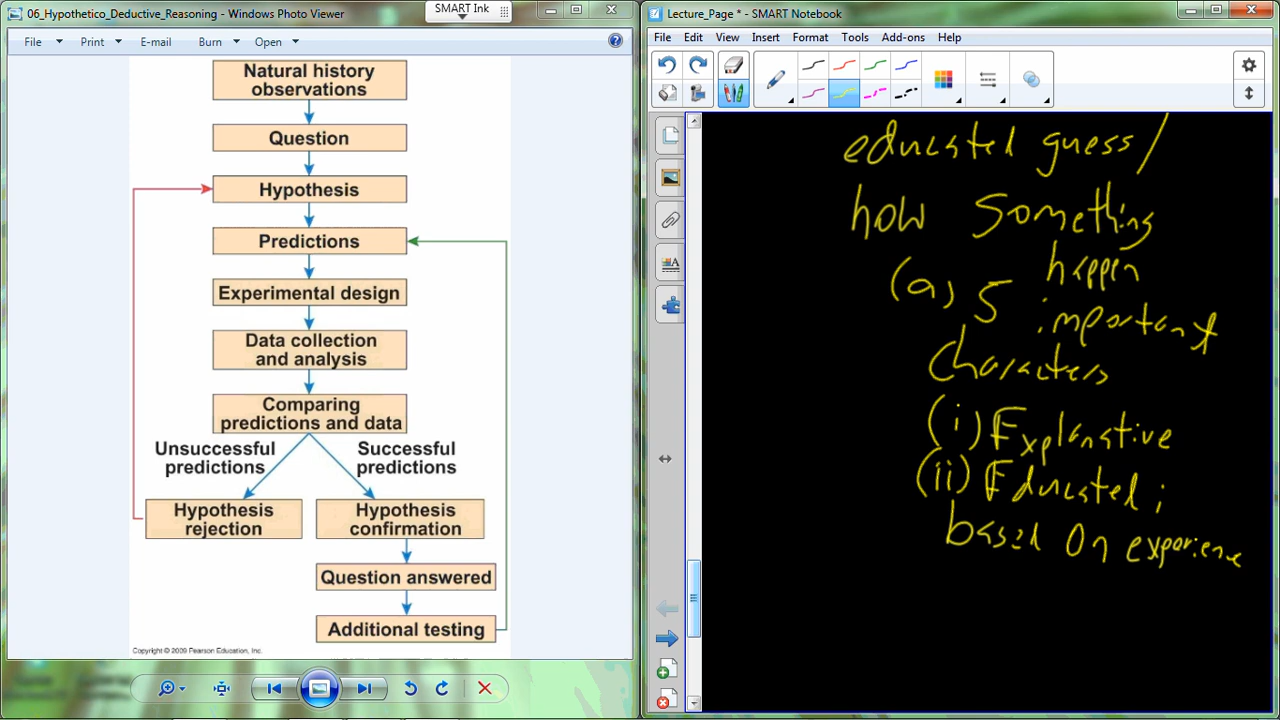 06_Hypothetico_Deductive_Reasoning - Windows Photo Viewer
SMART Ink
File Print E-mail Burn Open
Natural history
observations
Question
Hypothesis
Predictions
Experimental design
Data collection
and analysis
Comparing
predictions and data
Unsuccessful
predictions
Successful
predictions
Hypothesis
rejection
Hypothesis
confirmation
Question answered
Additional testing
Copyright © 2009 Pearson Education, Inc.
Lecture_Page * - SMART Notebook
File Edit View Insert Format Tools Add-ons Help
educated guess/
how something
happen
(a) 5 important
characters
(i) Explanative
(ii) Educated;
based on experience